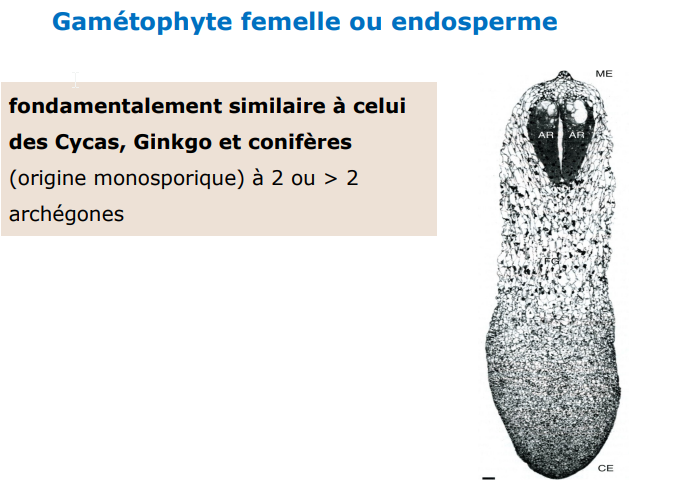 Gamétophyte femelle ou endosperme
ME
fondamentalement similaire à celui
des Cycas, Ginkgo et conifères
(origine monosporique) à 2 ou > 2
archégones
AR AR
FG
CE